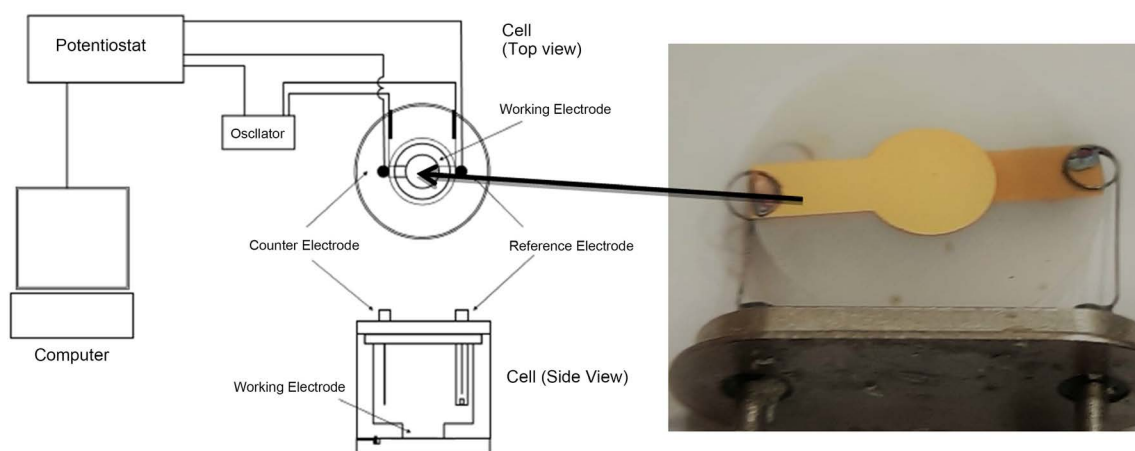 Potentiostat
Cell
(Top view)
Working Electrode
Oscllator
Counter Electrode
Reference Electrode
Computer
Cell (Side View)
Working Electrode